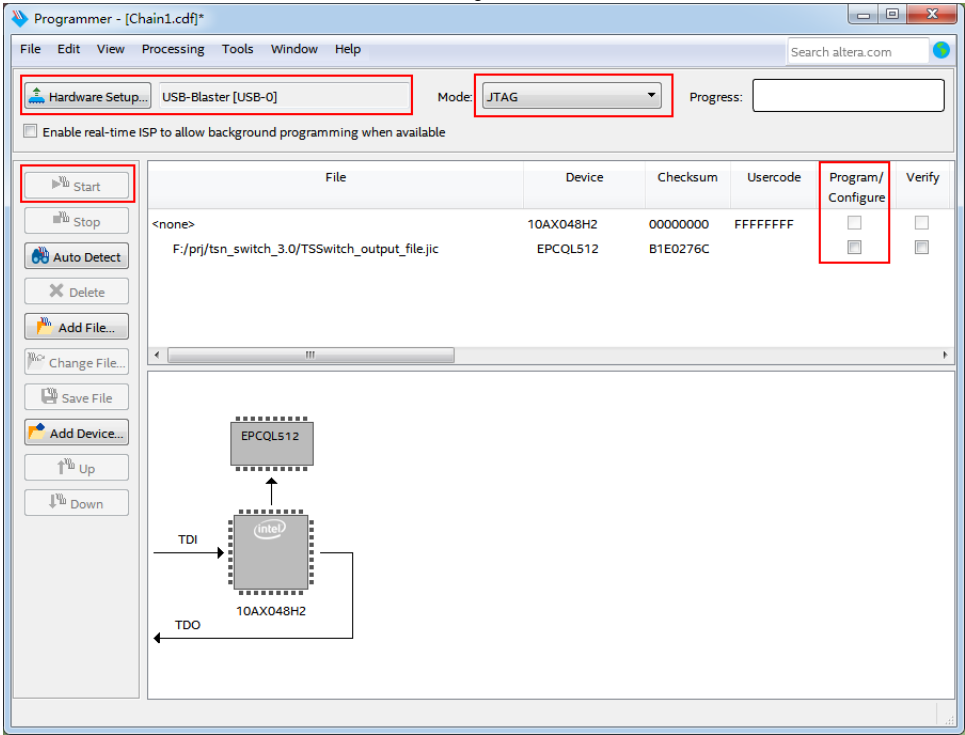 Programmer - [Chain1.cdf]*
File Edit View Processing Tools Window Help
Search altera.com
Hardware Setup... USB-Blaster [USB-0] Mode: JTAG Progress:
Enable real-time ISP to allow background programming when available
Start
Stop
Auto Detect
Delete
Add File...
Change File...
Save File
Add Device...
Up
Down
File Device Checksum Usercode Program/ Verify
Configure
<none> 10AX048H2 00000000 FFFFFFFF
F:/prj/tsn_switch_3.0/TSSwitch_output_file.jic EPCQL512 B1E0276C
EPCQL512
intel
TDI
10AX048H2
TDO